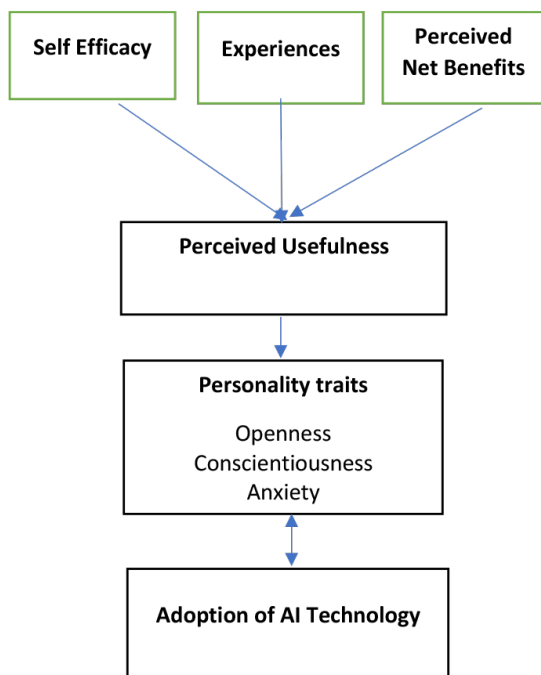 Self Efficacy
Experiences
Perceived
Net Benefits
Perceived Usefulness
Personality traits
Openness
Conscientiousness
Anxiety
Adoption of AI Technology